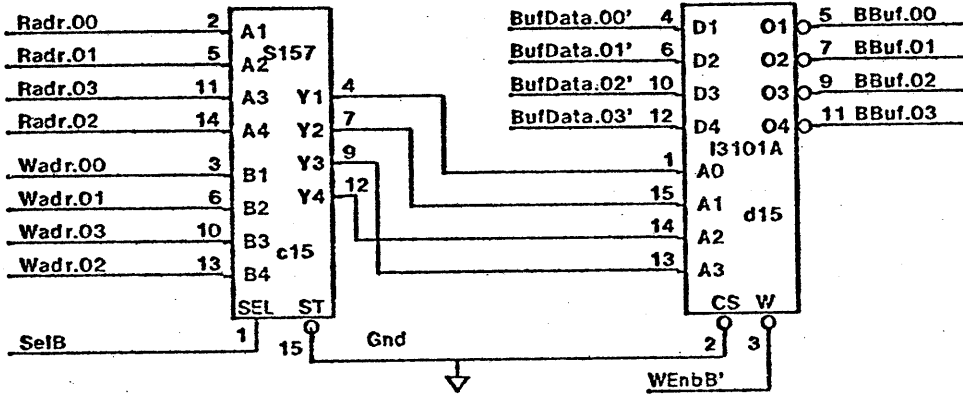 Radr.00 2 A1
Radr.01 5 A2 S157
Radr.03 11 A3 Y1 4
Radr.02 14 A4 Y2 7
Wadr.00 3 B1 Y3 9
Wadr.01 6 B2 Y4 12
Wadr.03 10 B3 c15
Wadr.02 13 B4
SEL ST
SelB 1 15 Gnd
BufData.00' 4 D1 O1 5 BBuf.00
BufData.01' 6 D2 O2 7 BBuf.01
BufData.02' 10 D3 O3 9 BBuf.02
BufData.03' 12 D4 O4 11 BBuf.03
I3101A
1 A0
15 A1 d15
14 A2
13 A3
CS W
2 3
WEnbB'